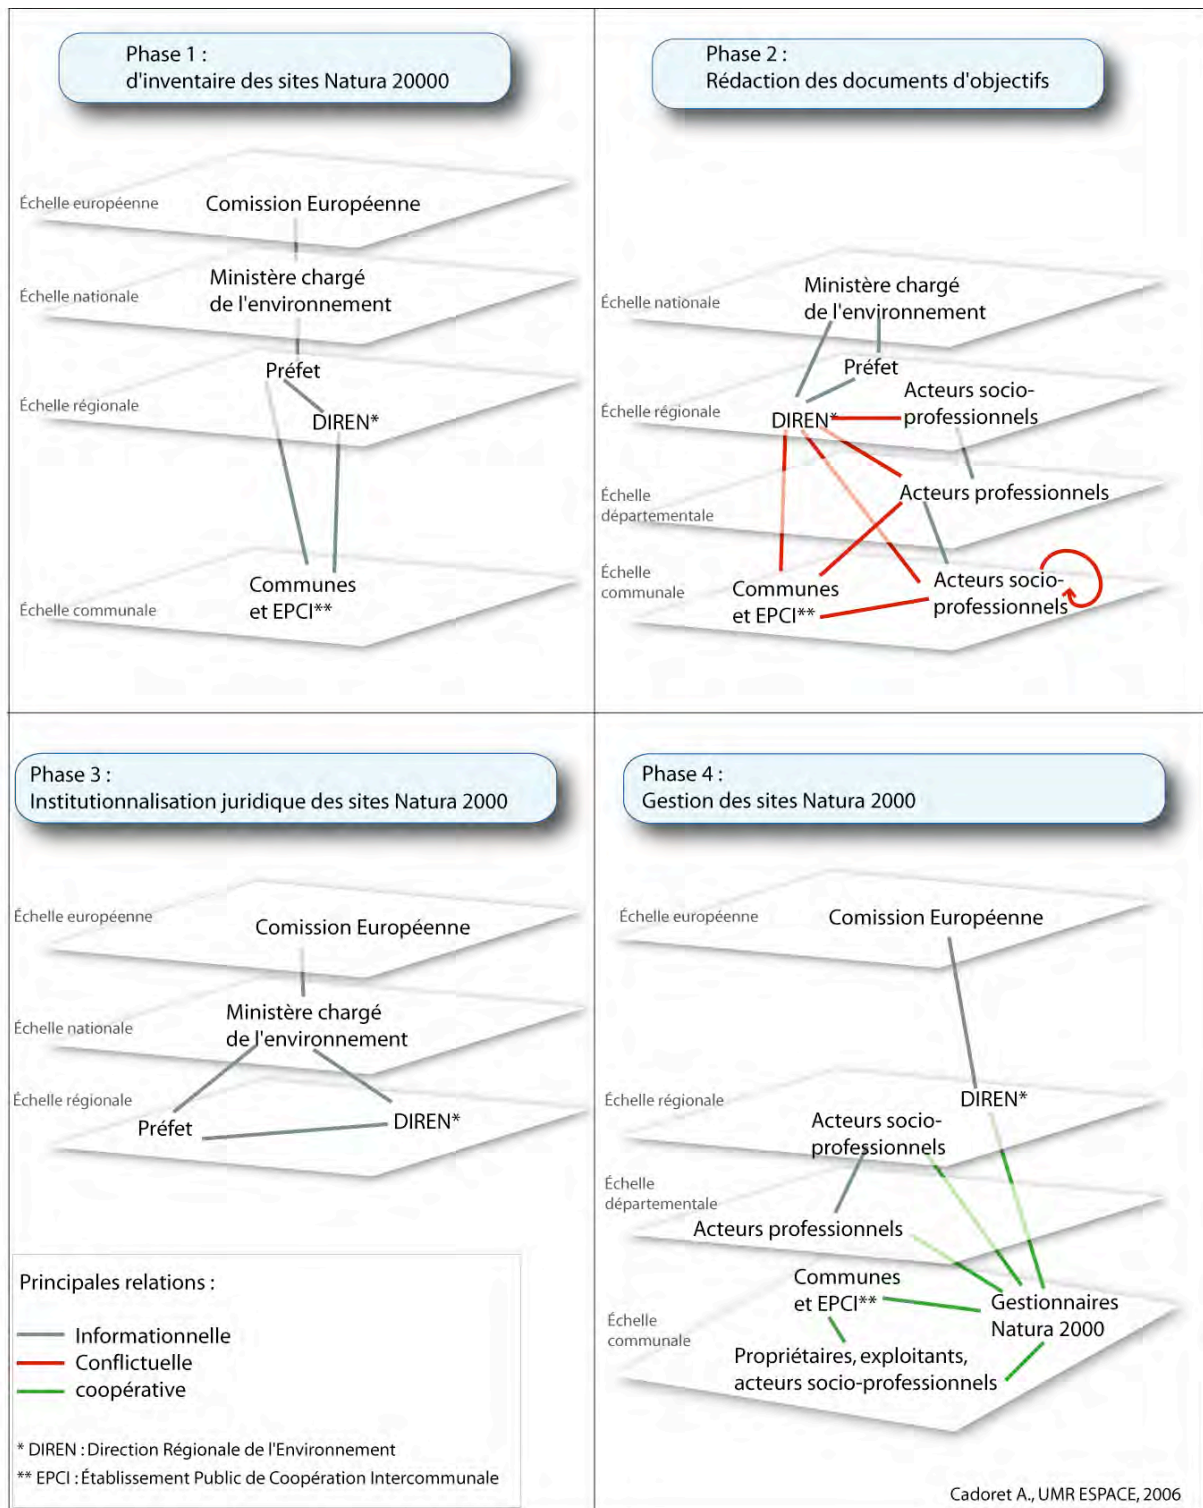 Phase 1 :
d'inventaire des sites Natura 20000
Échelle européenne
Comission Européenne
Échelle nationale
Ministère chargé
de l'environnement
Échelle régionale
Préfet
DIREN*
Échelle communale
Communes
et EPCI**
Phase 2 :
Rédaction des documents d'objectifs
Échelle nationale
Ministère chargé
de l'environnement
Échelle régionale
Préfet
DIREN*
Acteurs socio-
professionnels
Échelle
départementale
Acteurs professionnels
Échelle
communale
Communes
et EPCI**
Acteurs socio-
professionnels
Phase 3 :
Institutionnalisation juridique des sites Natura 2000
Échelle européenne
Comission Européenne
Échelle nationale
Ministère chargé
de l'environnement
Échelle régionale
Préfet
DIREN*
Principales relations :
Informationnelle
Conflictuelle
coopérative
* DIREN : Direction Régionale de l'Environnement
** EPCI : Établissement Public de Coopération Intercommunale
Phase 4 :
Gestion des sites Natura 2000
Échelle européenne
Comission Européenne
Échelle régionale
DIREN*
Acteurs socio-
professionnels
Échelle
départementale
Acteurs professionnels
Échelle
communale
Communes
et EPCI**
Gestionnaires
Natura 2000
Propriétaires, exploitants,
acteurs socio-professionnels
Cadoret A., UMR ESPACE, 2006